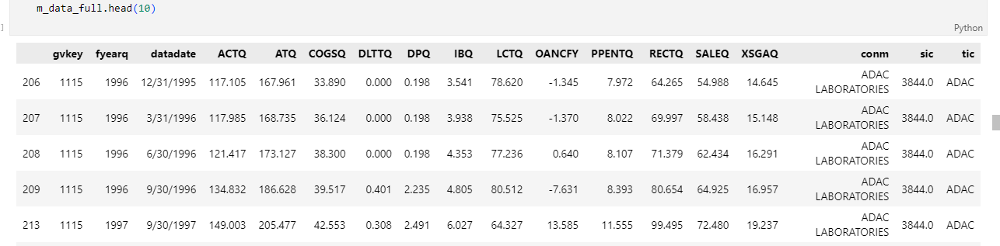 m_data_full.head(10)
]
Python
gvkey fyearq datadate ACTQ ATQ COGSQ DLTTQ DPQ IBQ LCTQ OANCFY PPENTQ RECTQ SALEQ XSGAQ conm sic tic
206 1115 1996 12/31/1995 117.105 167.961 33.890 0.000 0.198 3.541 78.620 -1.345 7.972 64.265 54.988 14.645 ADAC LABORATORIES 3844.0 ADAC
207 1115 1996 3/31/1996 117.985 168.735 36.124 0.000 0.198 3.938 75.525 -1.370 8.022 69.997 58.438 15.148 ADAC LABORATORIES 3844.0 ADAC
208 1115 1996 6/30/1996 121.417 173.127 38.300 0.000 0.198 4.353 77.236 0.640 8.107 71.379 62.434 16.291 ADAC LABORATORIES 3844.0 ADAC
209 1115 1996 9/30/1996 134.832 186.628 39.517 0.401 2.235 4.805 80.512 -7.631 8.393 80.654 64.925 16.957 ADAC LABORATORIES 3844.0 ADAC
213 1115 1997 9/30/1997 149.003 205.477 42.553 0.308 2.491 6.027 64.327 13.585 11.555 99.495 72.480 19.237 ADAC LABORATORIES 3844.0 ADAC